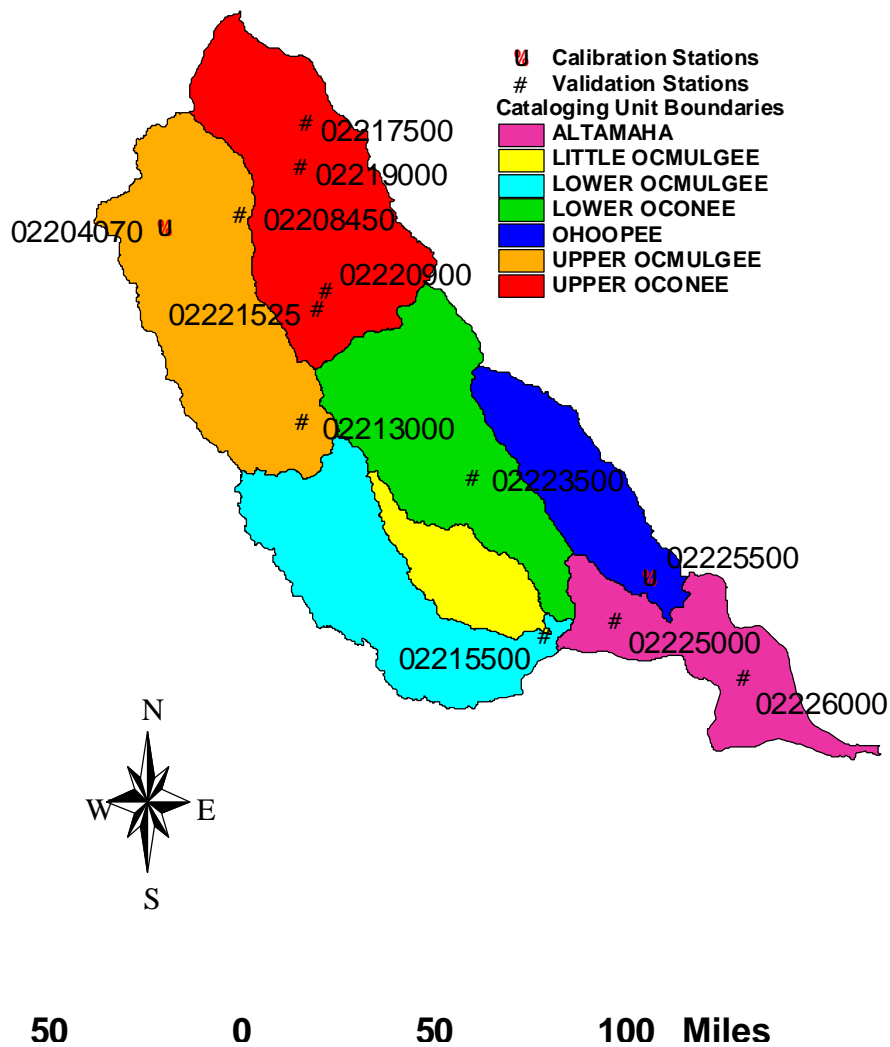 U Calibration Stations
# Validation Stations
Cataloging Unit Boundaries
ALTAMAHA
LITTLE OCMULGEE
LOWER OCMULGEE
LOWER OCONEE
OHOOPEE
UPPER OCMULGEE
UPPER OCONEE
# 02217500
# 02219000
# 02208450
02204070 U
# 02220900
02221525 #
# 02213000
# 02223500
02225500
U
# 02225000
02215500 #
# 02226000
N
W E
S
50 0 50 100 Miles